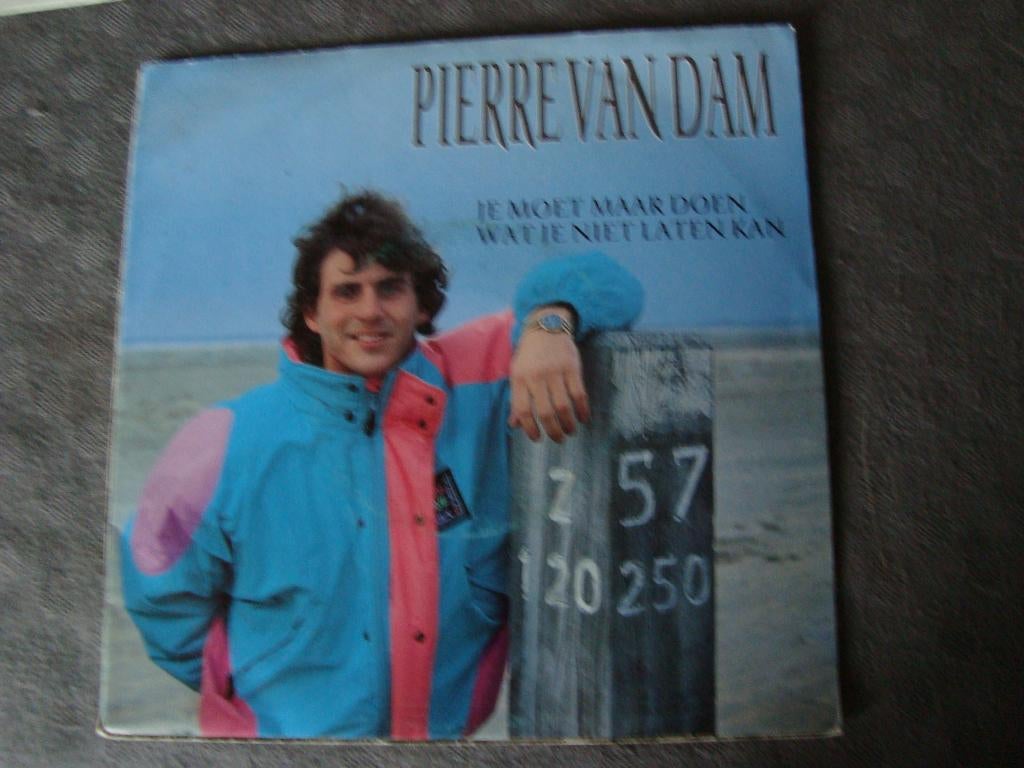 PIERRE VAN DAM
JE MOET MAAR DOEN
WAT JE NIET LATEN KAN
Z 57
120 250